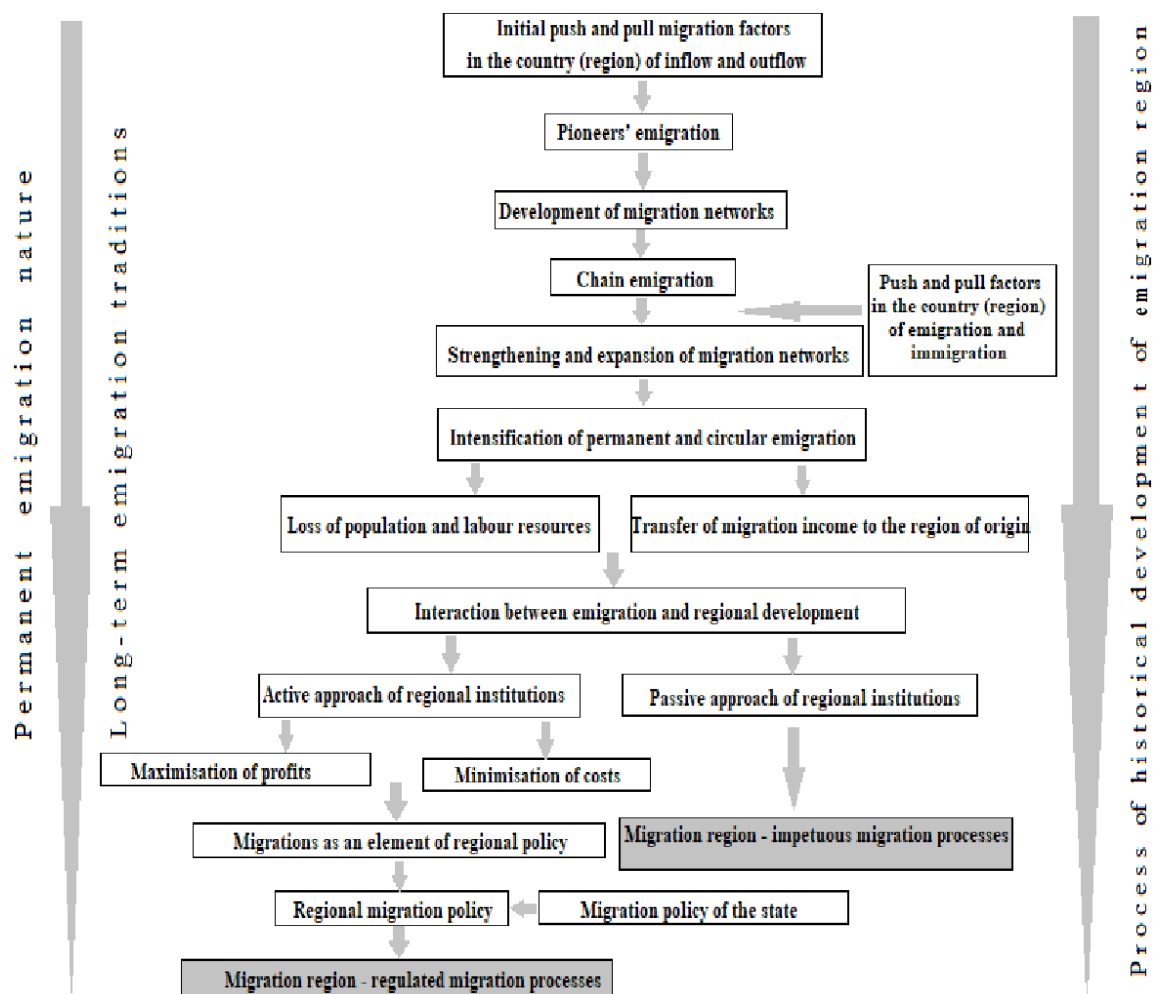 Initial push and pull migration factors
in the country (region) of inflow and outflow
Pioneers’ emigration
Development of migration networks
Chain emigration
Push and pull factors
in the country (region)
of emigration and
immigration
Strengthening and expansion of migration networks
Intensification of permanent and circular emigration
Loss of population and labour resources
Transfer of migration income to the region of origin
Interaction between emigration and regional development
Active approach of regional institutions
Passive approach of regional institutions
Maximisation of profits
Minimisation of costs
Migrations as an element of regional policy
Migration region - impetuous migration processes
Regional migration policy
Migration policy of the state
Migration region - regulated migration processes
Permanent emigration nature
Long-term emigration traditions
Process of historical development of emigration region